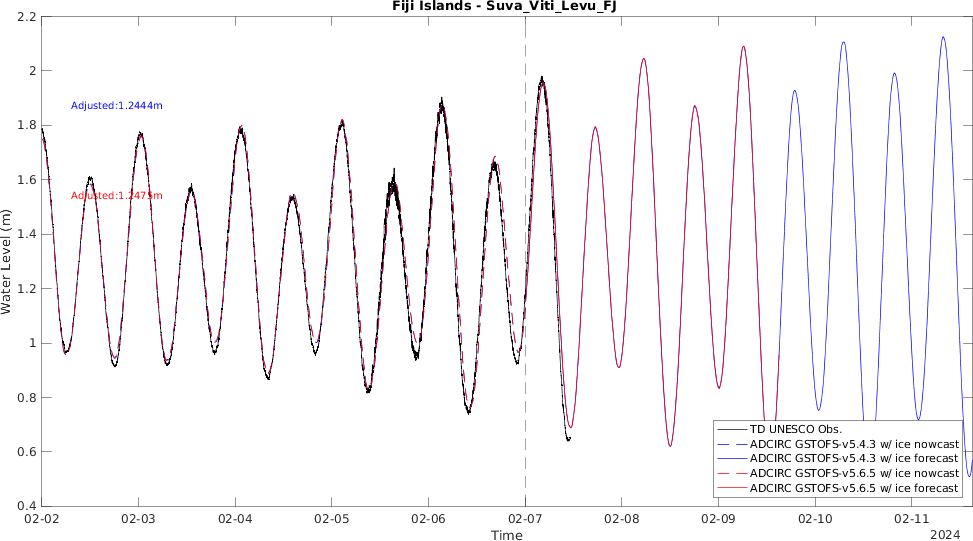 Fiji Islands - Suva_Viti_Levu_FJ
2.2
2
1.8
1.6
1.4
1.2
1
0.8
0.6
0.4
Water Level (m)
Adjusted:1.2444m
Adjusted:1.2475m
TD UNESCO Obs.
ADCIRC GSTOFS-v5.4.3 w/ ice nowcast
ADCIRC GSTOFS-v5.4.3 w/ ice forecast
ADCIRC GSTOFS-v5.6.5 w/ ice nowcast
ADCIRC GSTOFS-v5.6.5 w/ ice forecast
02-02 02-03 02-04 02-05 02-06 02-07 02-08 02-09 02-10 02-11
Time
2024